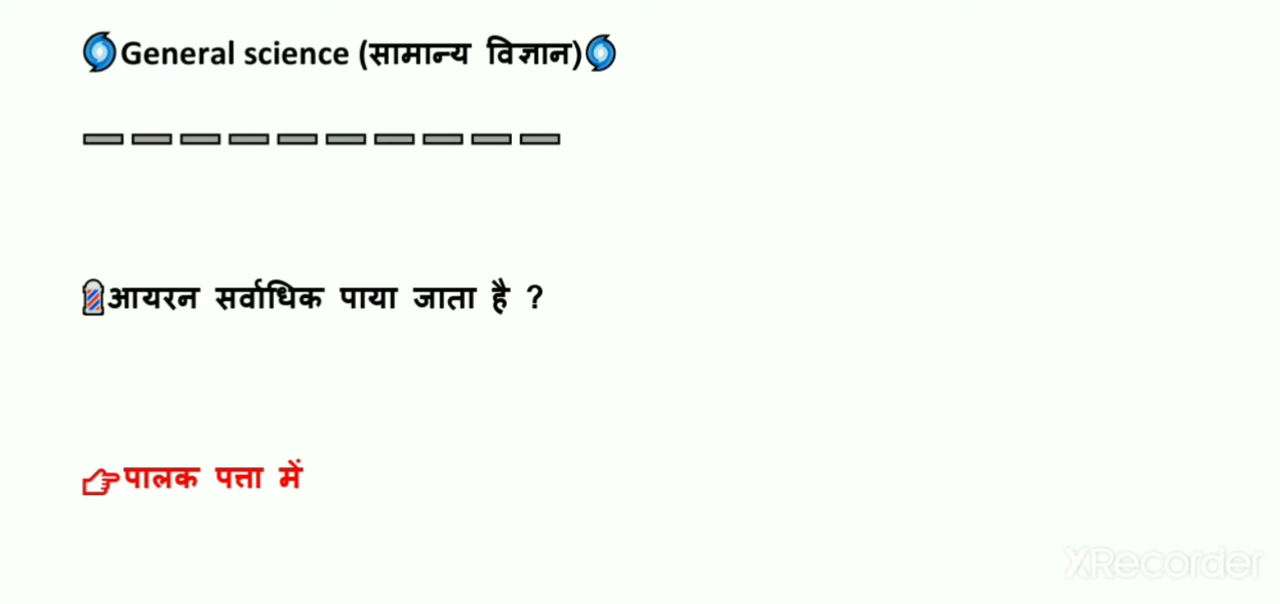 🌀General science (सामान्य विज्ञान)🌀
➖➖➖➖➖➖➖➖➖➖
💈आयरन सर्वाधिक पाया जाता है ?
👉पालक पत्ता में
XRecorder